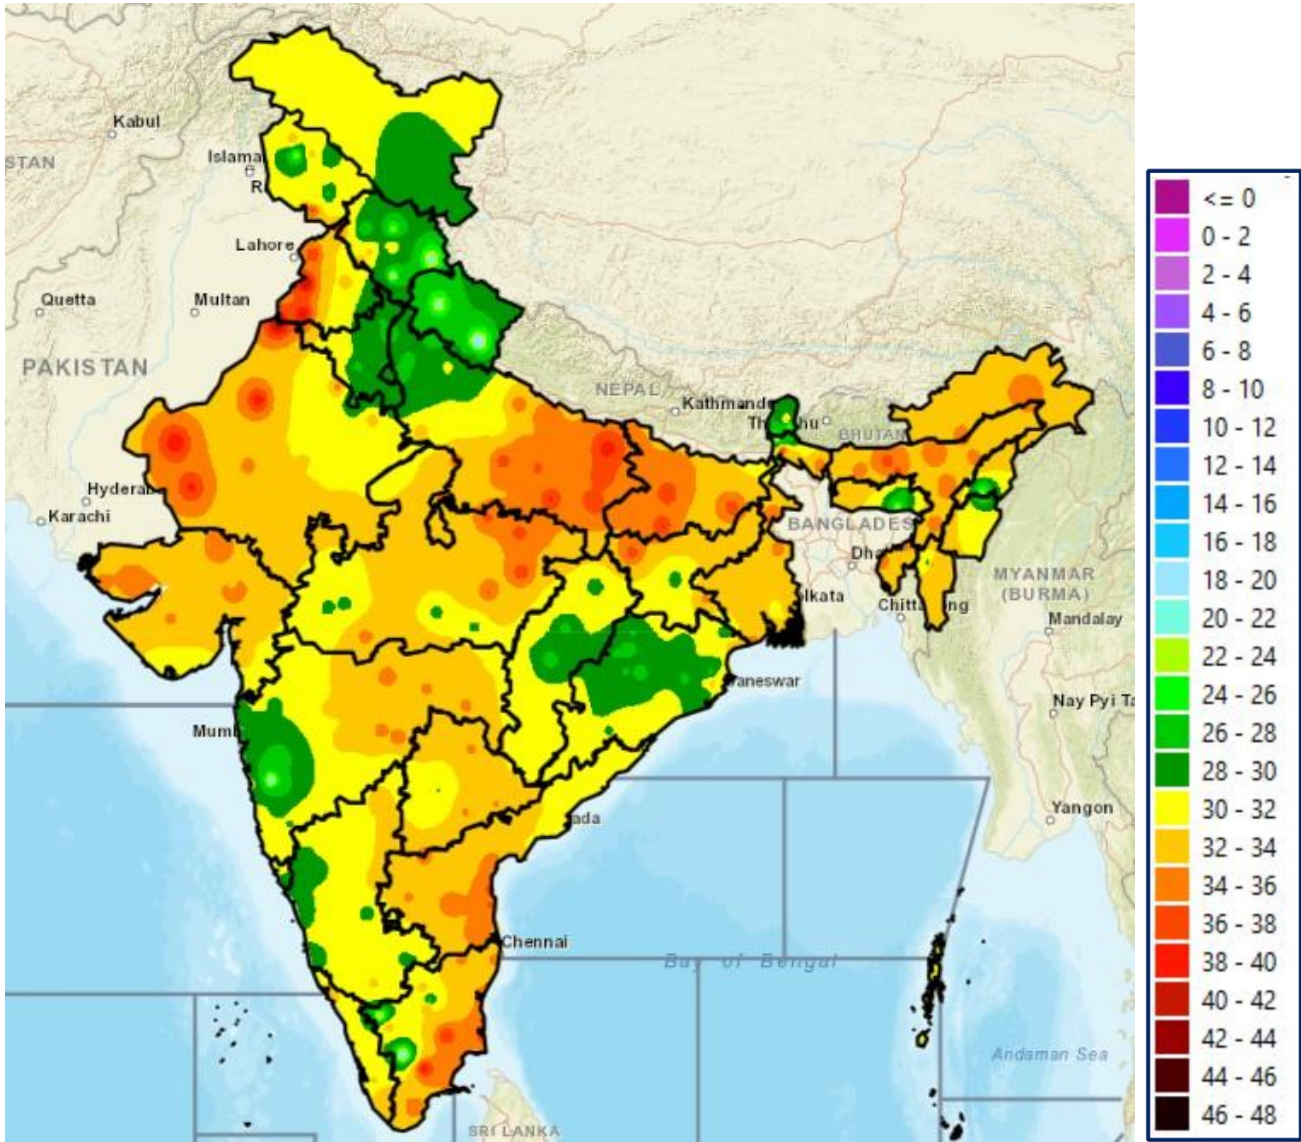 Kabul
Islama
STAN
R
Lahore
Quetta
Multan
PAKISTAN
NEPAL
Kathmand
Th
hu
BHUTAN
Hyderab
Karachi
BANGLADES
Dha
MYANMAR
(BURMA)
lkata
Chitta
ng
Mandalay
aneswar
Nay Pyi Ta
Mumb
Yangon
ada
Chennai
Bay of Bengal
Andaman Sea
SRI LANKA
<= 0
0 - 2
2 - 4
4 - 6
6 - 8
8 - 10
10 - 12
12 - 14
14 - 16
16 - 18
18 - 20
20 - 22
22 - 24
24 - 26
26 - 28
28 - 30
30 - 32
32 - 34
34 - 36
36 - 38
38 - 40
40 - 42
42 - 44
44 - 46
46 - 48